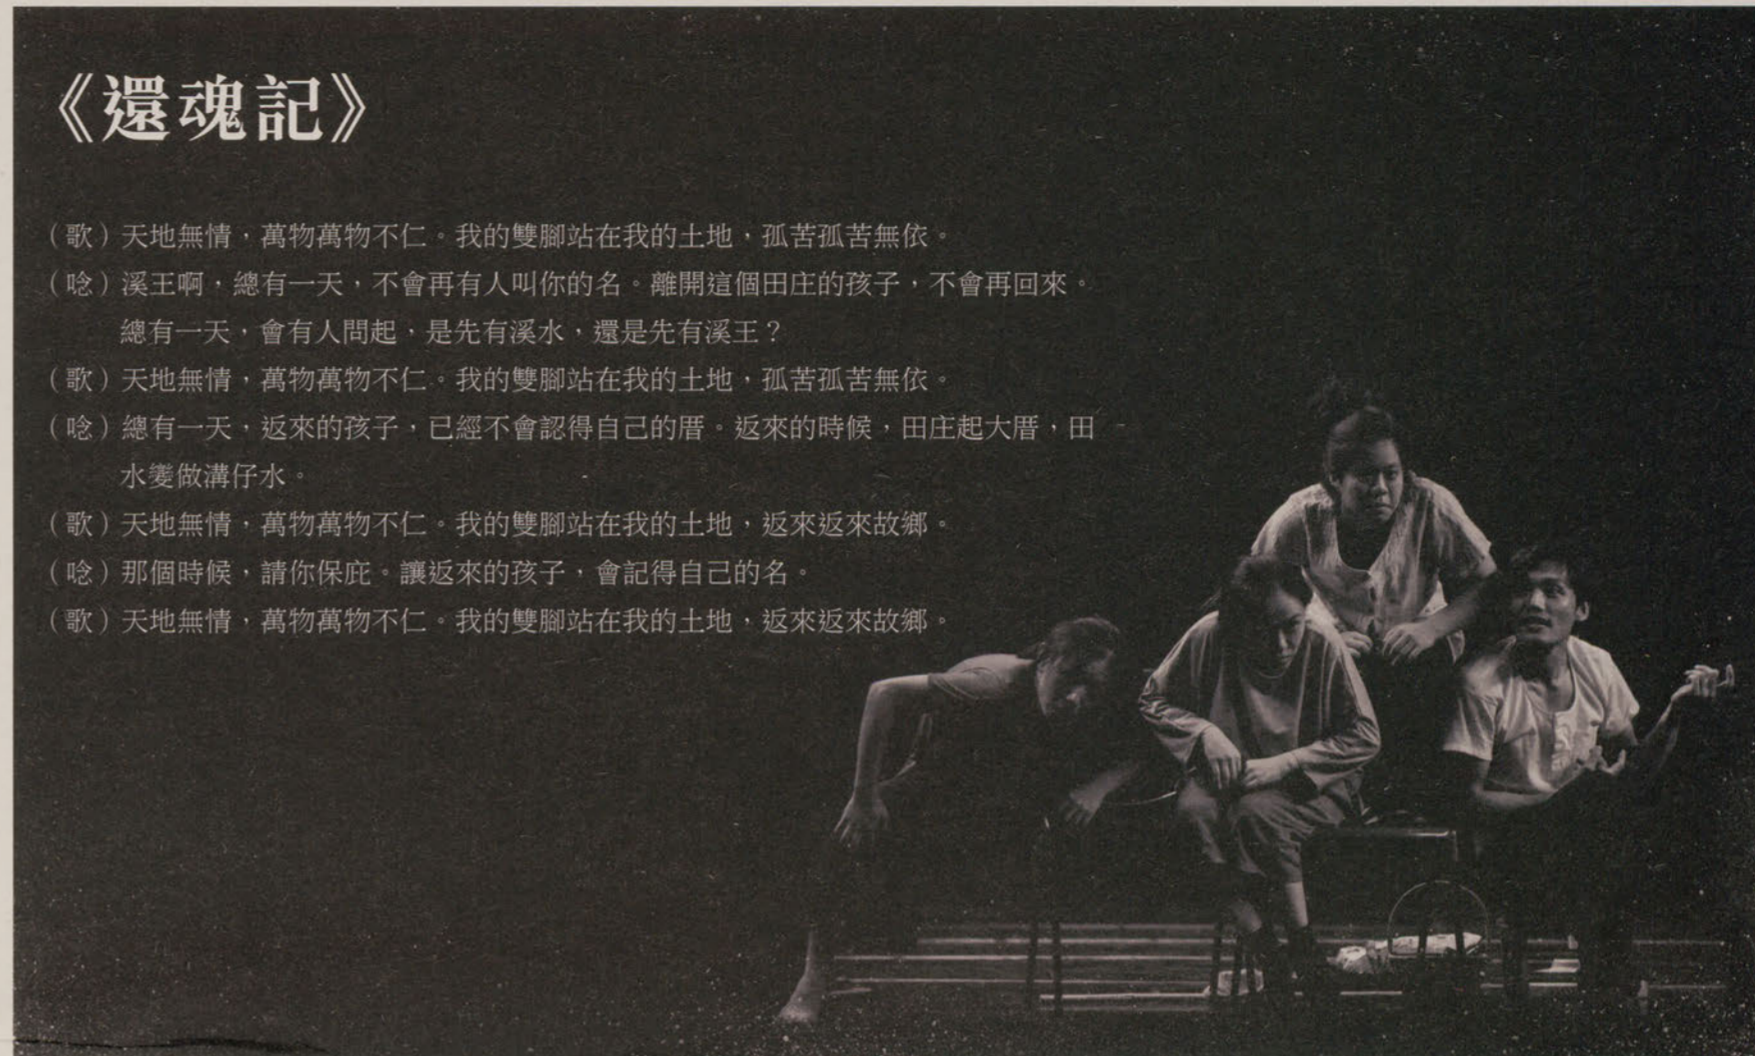 《還魂記》
（歌）天地無情，萬物萬物不仁。我的雙腳站在我的土地，孤苦孤苦無依。
（唸）溪王啊，總有一天，不會再有人叫你的名。離開這個田庄的孩子，不會再回來。
總有一天，會有人問起，是先有溪水，還是先有溪王？
（歌）天地無情，萬物萬物不仁。我的雙腳站在我的土地，孤苦孤苦無依。
（唸）總有一天，返來的孩子，已經不會認得自己的厝。返來的時候，田庄起大厝，田
水變做溝仔水。
（歌）天地無情，萬物萬物不仁。我的雙腳站在我的土地，返來返來故鄉。
（唸）那個時候，請你保庇。讓返來的孩子，會記得自己的名。
（歌）天地無情，萬物萬物不仁。我的雙腳站在我的土地，返來返來故鄉。